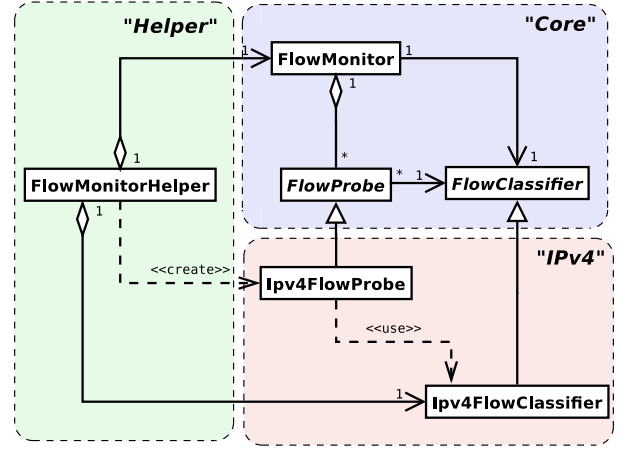 "Helper"
"Core"
1
FlowMonitor
1
1
1
*
1
FlowMonitorHelper
FlowProbe
*
1
FlowClassifier
1
"IPv4"
<<create>>
Ipv4FlowProbe
<<use>>
1
Ipv4FlowClassifier